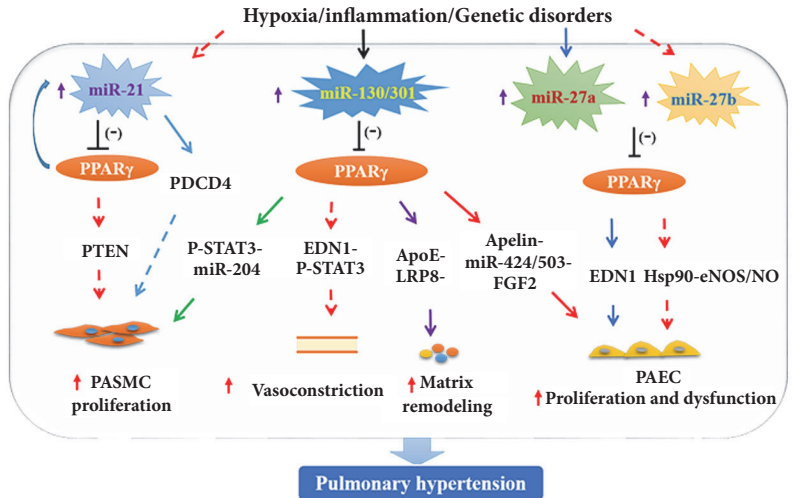 Hypoxia/inflammation/Genetic disorders
miR-21
miR-130/301
miR-27a
miR-27b
(-)
(-)
(-)
PPARγ
PPARγ
PPARγ
PDCD4
PTEN
P-STAT3-
miR-204
EDN1-
P-STAT3
ApoE-
LRP8-
Apelin-
miR-424/503-
FGF2
EDN1
Hsp90-eNOS/NO
PASMC
proliferation
Vasoconstriction
Matrix
remodeling
PAEC
Proliferation and dysfunction
Pulmonary hypertension